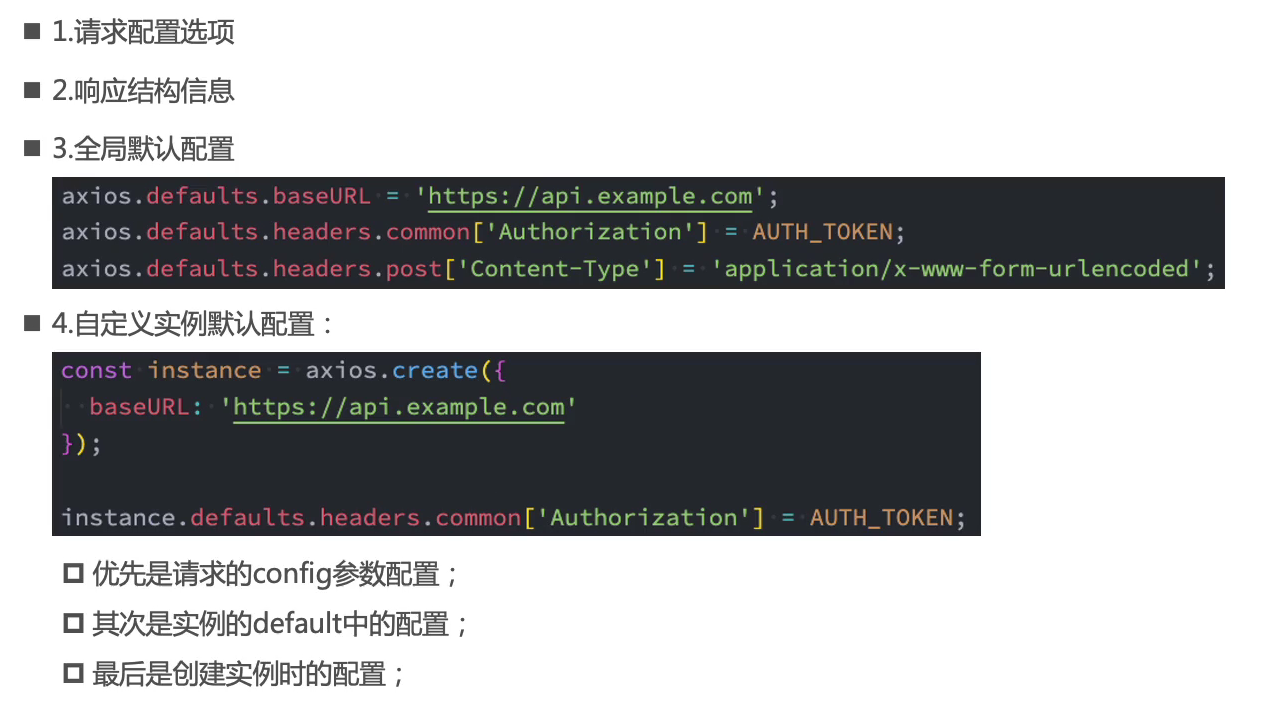 1.请求配置选项
2.响应结构信息
3.全局默认配置
axios.defaults.baseURL = 'https://api.example.com';
axios.defaults.headers.common['Authorization'] = AUTH_TOKEN;
axios.defaults.headers.post['Content-Type'] = 'application/x-www-form-urlencoded';
4.自定义实例默认配置：
const instance = axios.create({
  baseURL: 'https://api.example.com'
});
instance.defaults.headers.common['Authorization'] = AUTH_TOKEN;
优先是请求的config参数配置；
其次是实例的default中的配置；
最后是创建实例时的配置；